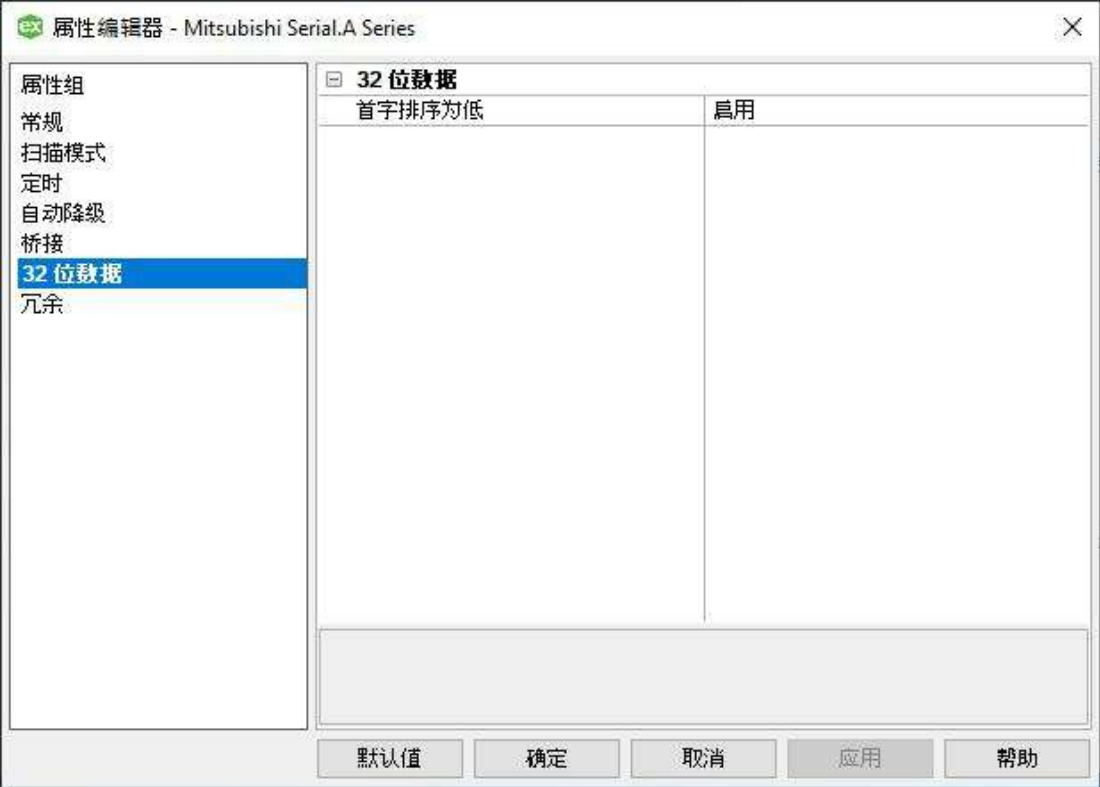 ex 属性编辑器 - Mitsubishi Serial.A Series
属性组
常规
扫描模式
定时
自动降级
桥接
32 位数据
冗余
32 位数据
首字排序为低 启用
默认值 确定 取消 应用 帮助